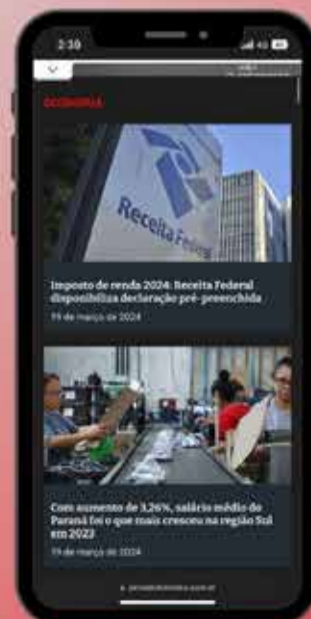 2:39
4G
ECONOMIA
Receita Federal
Imposto de renda 2024: Receita Federal
disponibiliza declaração pré-preenchida
19 de março de 2024
Com aumento de 3,26%, salário médio do
Paraná foi o que mais cresceu na região Sul
em 2023
19 de março de 2024